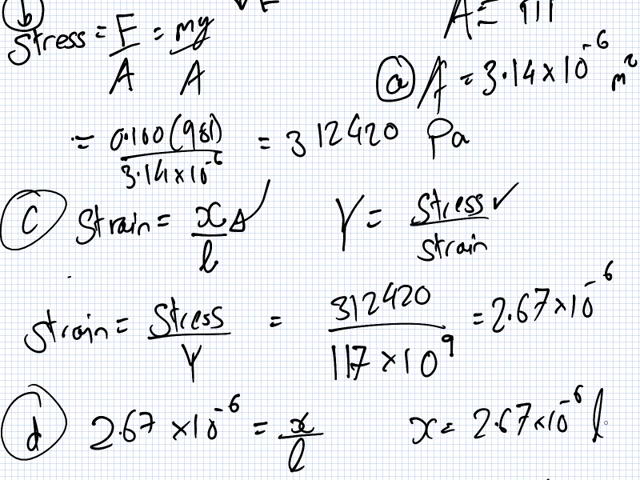 A = π1
(b)
Stress = F/A = mg/A
(a) A = 3.14 × 10⁻⁶ m²
= 0.100(9.81)/3.14×10⁻⁶ = 312420 Pa
(c) Strain = x/l Y = Stress ✓/strain
Strain = Stress/Y = 312420/117 × 10⁹ = 2.67×10⁻⁶
(d) 2.67 × 10⁻⁶ = x/l x = 2.67×10⁻⁶ l